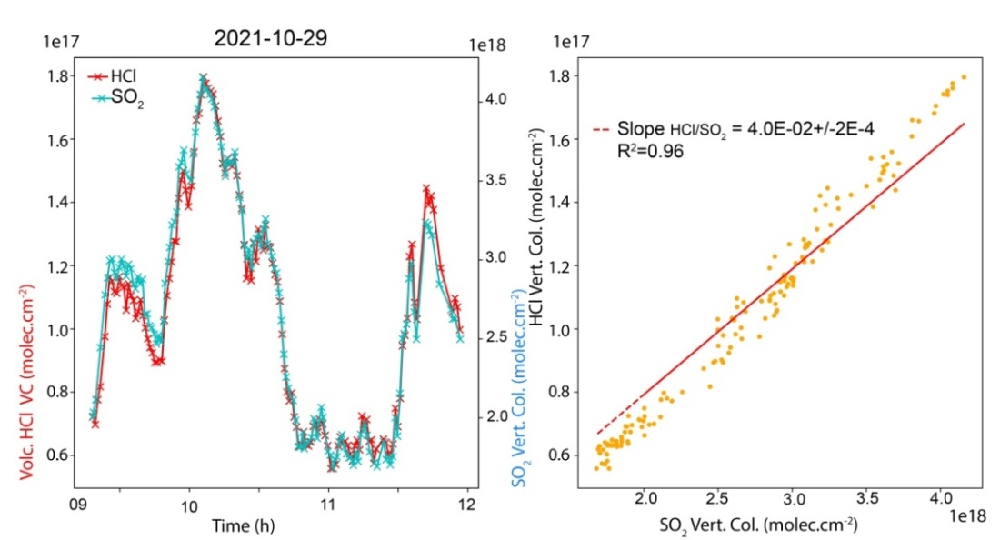 2021-10-29
1e17
1e18
HCl
SO2
1.8
1.6
1.4
1.2
1.0
0.8
0.6
4.0
3.5
3.0
2.5
2.0
09
10
11
12
Time (h)
Volc. HCl VC (molec.cm-2)
SO2 Vert. Col. (molec.cm-2)
1e17
Slope HCl/SO2 = 4.0E-02+/-2E-4
R2=0.96
1.8
1.6
1.4
1.2
1.0
0.8
0.6
2.0
2.5
3.0
3.5
4.0
1e18
HCl Vert. Col. (molec.cm-2)
SO2 Vert. Col. (molec.cm-2)